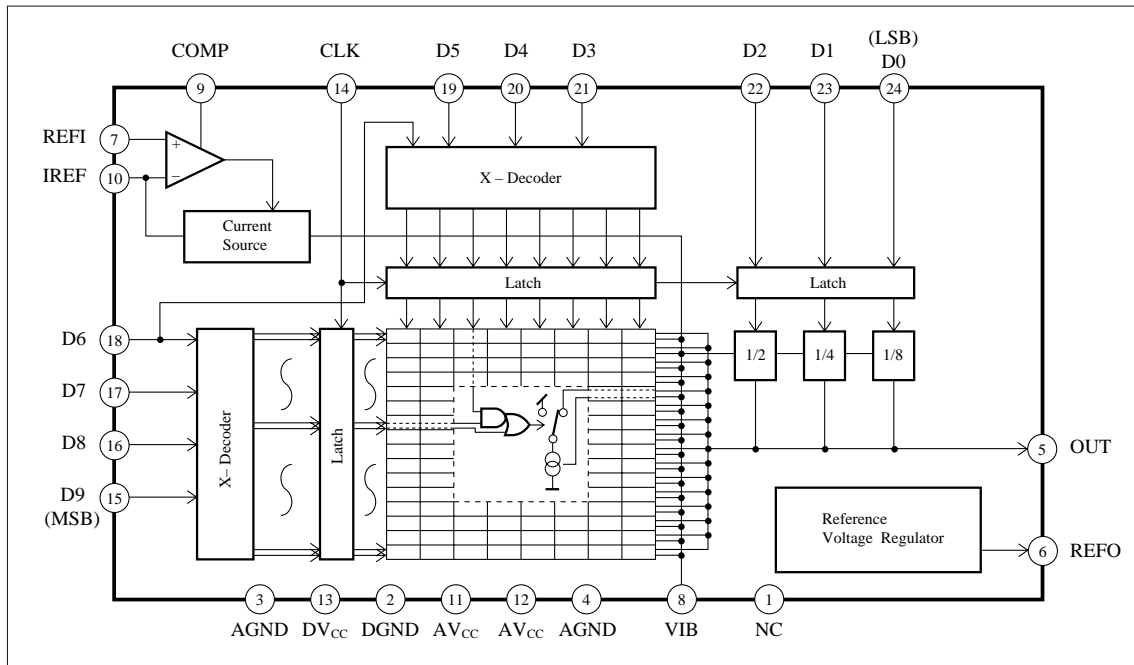 (LSB)
COMP CLK D5 D4 D3 D2 D1 D0
9 14 19 20 21 22 23 24
REFI 7 +
IREF 10 −
X – Decoder
Current
Source
Latch Latch
D6 18
1/2 1/4 1/8
D7 17
D8 16
X– Decoder
Latch
5 OUT
D9 15
(MSB)
Reference
Voltage Regulator
6 REFO
3 13 2 11 12 4 8 1
AGND DVCC DGND AVCC AVCC AGND VIB NC